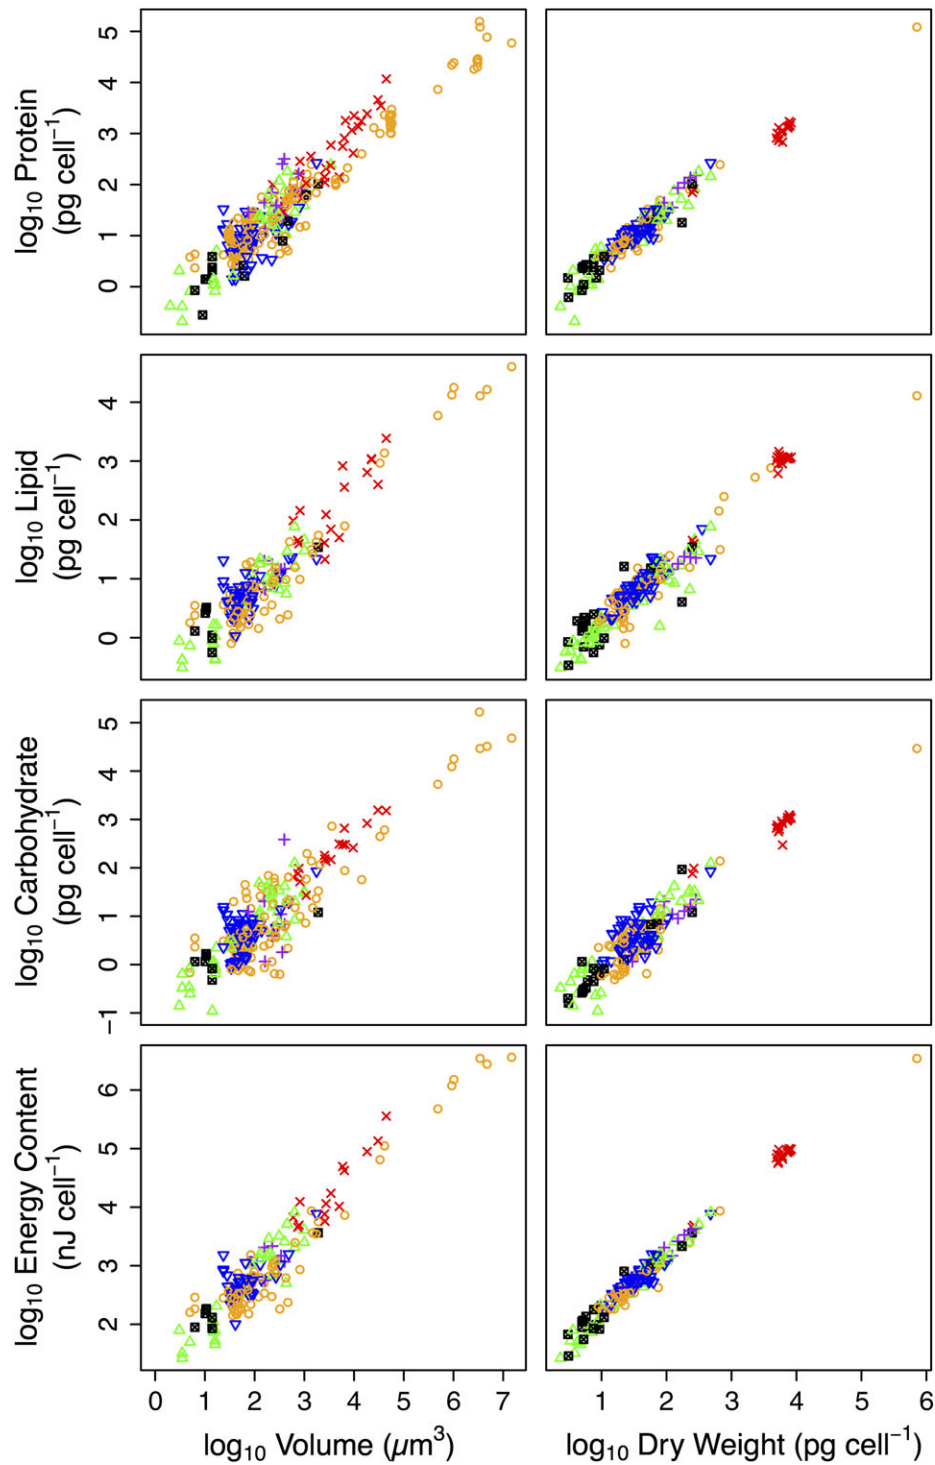 log10 Protein
(pg cell−1)
5
4
3
2
1
0
log10 Lipid
(pg cell−1)
4
3
2
1
0
log10 Carbohydrate
(pg cell−1)
5
4
3
2
1
0
−1
log10 Energy Content
(nJ cell−1)
6
5
4
3
2
0 1 2 3 4 5 6 7
1 2 3 4 5 6
log10 Volume (μm3)
log10 Dry Weight (pg cell−1)